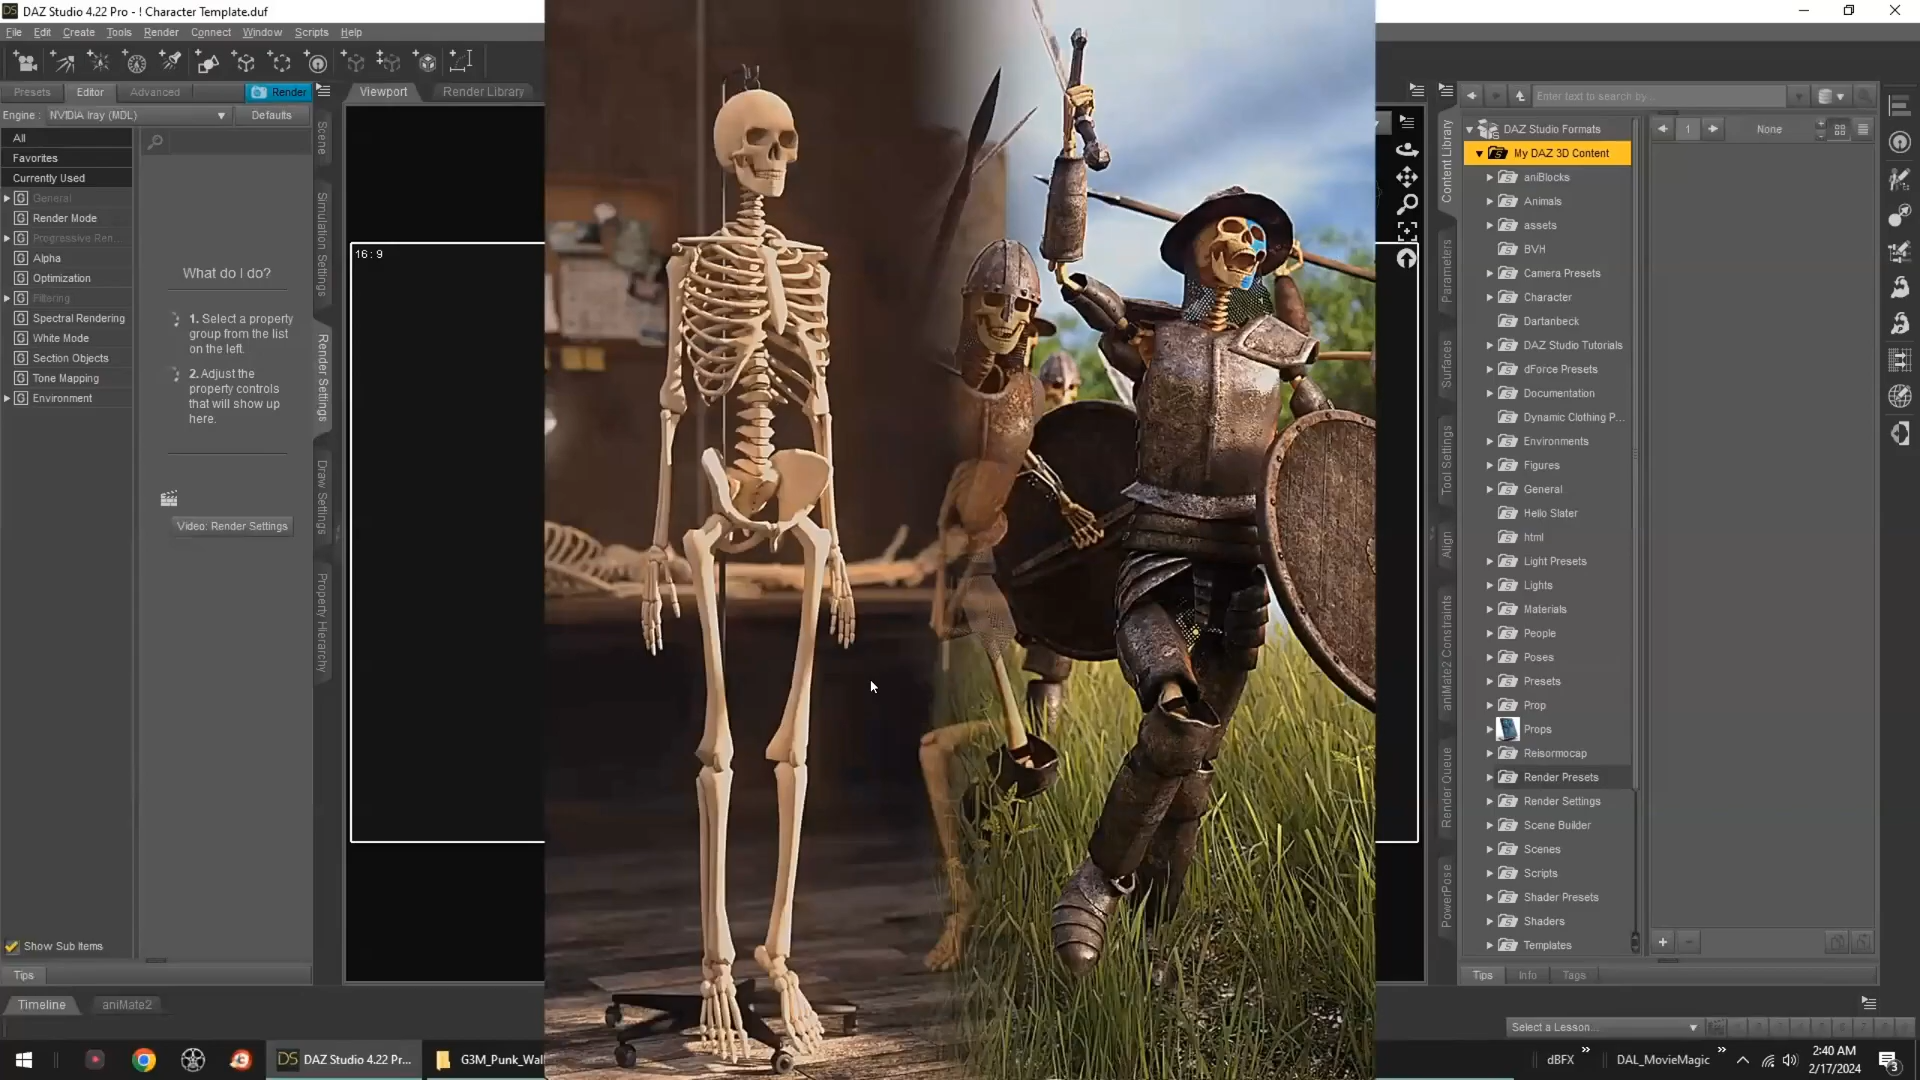 DAZ Studio 4.22 Pro - ! Character Template.duf
File Edit Create Tools Render Connect Window Scripts Help
Presets Editor Advanced Render
Viewport Render Library
Engine : NVIDIA Iray (MDL) Defaults
All
Favorites
Currently Used
General
Render Mode
Progressive Ren...
Alpha
Optimization
Filtering
Spectral Rendering
White Mode
Section Objects
Tone Mapping
Environment
What do I do?
1. Select a property
group from the list
on the left.
2. Adjust the
property controls
that will show up
here.
Video: Render Settings
Show Sub Items
Tips
Scene
Simulation Settings
Render Settings
Draw Settings
Property Hierarchy
16 : 9
Content Library
Parameters
Surfaces
Tool Settings
Align
aniMate2 Constraints
Render Queue
PowerPose
Enter text to search by...
DAZ Studio Formats
My DAZ 3D Content
aniBlocks
Animals
assets
BVH
Camera Presets
Character
Dartanbeck
DAZ Studio Tutorials
dForce Presets
Documentation
Dynamic Clothing P...
Environments
Figures
General
Hello Slater
html
Light Presets
Lights
Materials
People
Poses
Presets
Prop
Props
Reisormocap
Render Presets
Render Settings
Scene Builder
Scenes
Scripts
Shader Presets
Shaders
Templates
1 None
Tips Info Tags
Timeline aniMate2
Select a Lesson...
DAZ Studio 4.22 Pr...
G3M_Punk_Wal
dBFX
DAL_MovieMagic
2:40 AM
2/17/2024
3